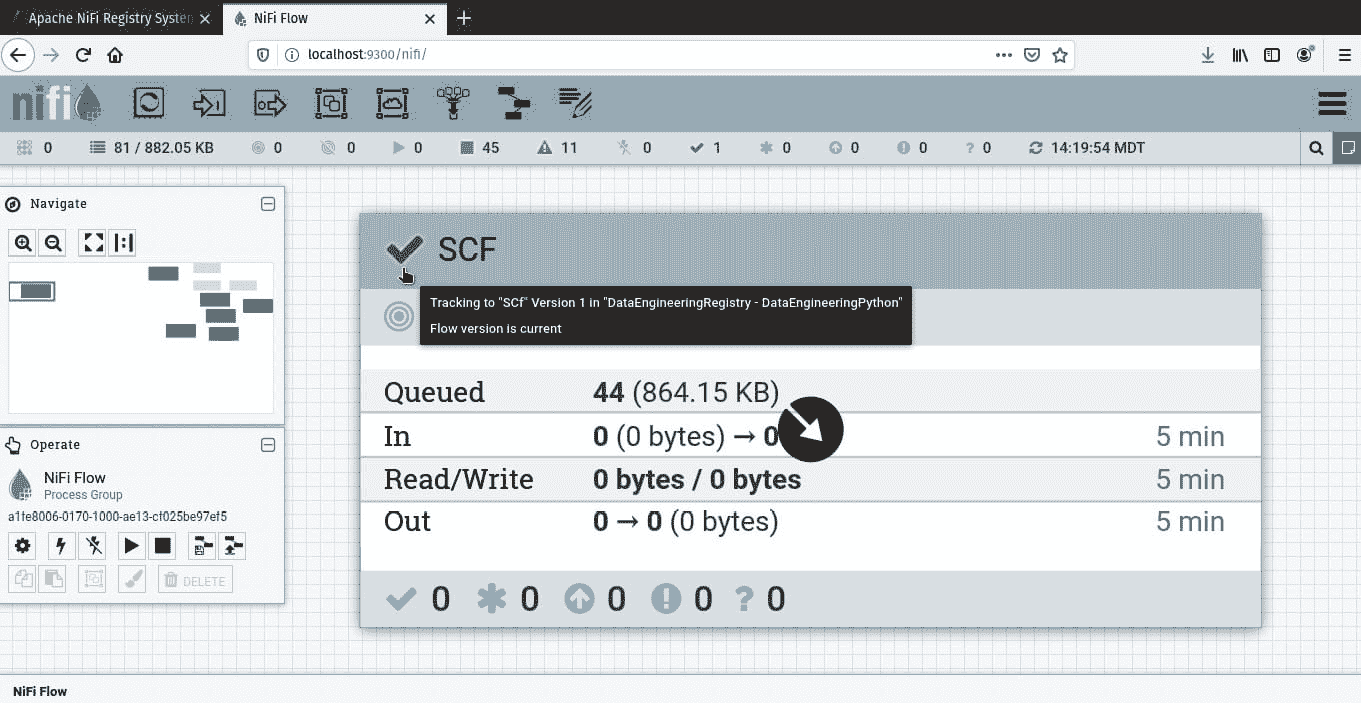 Apache NiFi Registry System
NiFi Flow
localhost:9300/nifi/
nifi
0 81 / 882.05 KB 0 0 0 45 11 0 1 0 0 0 ? 0 14:19:54 MDT
Navigate
SCF
Tracking to "SCf" Version 1 in "DataEngineeringRegistry - DataEngineeringPython"
Flow version is current
Queued 44 (864.15 KB)
In 0 (0 bytes) → 0 5 min
Read/Write 0 bytes / 0 bytes 5 min
Out 0 → 0 (0 bytes) 5 min
0 0 0 0 ? 0
Operate
NiFi Flow
Process Group
a1fe8006-0170-1000-ae13-cf025be97ef5
DELETE
NiFi Flow